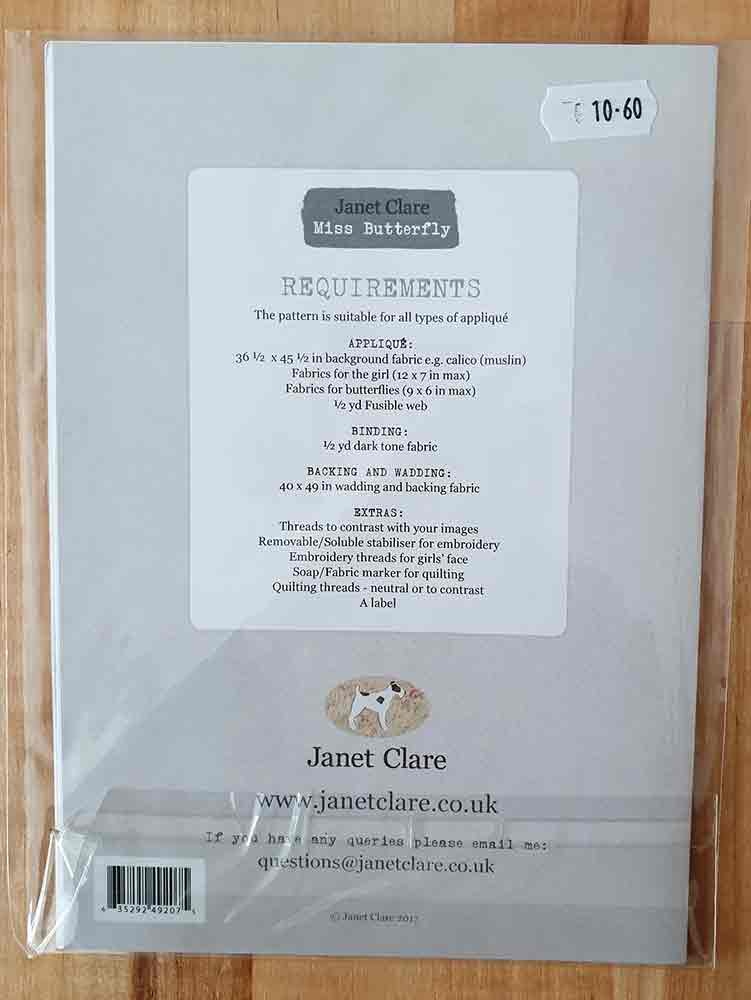 10-60
Janet Clare
Miss Butterfly
REQUIREMENTS
The pattern is suitable for all types of appliqué
APPLIQUÉ:
36 ½ x 45 ½ in background fabric e.g. calico (muslin)
Fabrics for the girl (12 x 7 in max)
Fabrics for butterflies (9 x 6 in max)
½ yd Fusible web
BINDING:
½ yd dark tone fabric
BACKING AND WADDING:
40 x 49 in wadding and backing fabric
EXTRAS:
Threads to contrast with your images
Removable/Soluble stabiliser for embroidery
Embroidery threads for girls' face
Soap/Fabric marker for quilting
Quilting threads - neutral or to contrast
A label
Janet Clare
www.janetclare.co.uk
If you have any queries please email me:
questions@janetclare.co.uk
6 35292 49207 5
© Janet Clare 2017